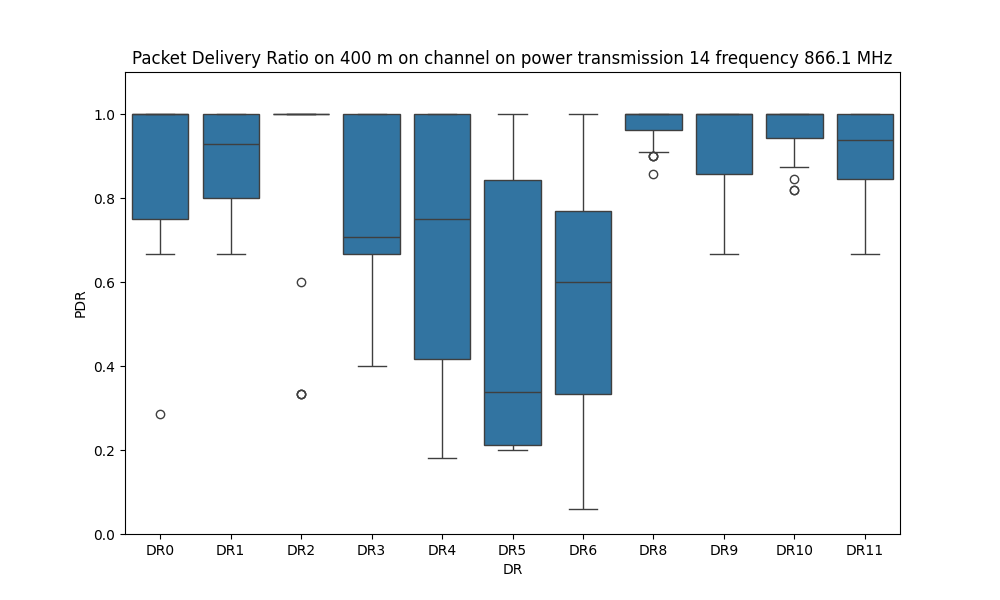 Packet Delivery Ratio on 400 m on channel on power transmission 14 frequency 866.1 MHz
PDR
1.0
0.8
0.6
0.4
0.2
0.0
DR0 DR1 DR2 DR3 DR4 DR5 DR6 DR8 DR9 DR10 DR11
DR